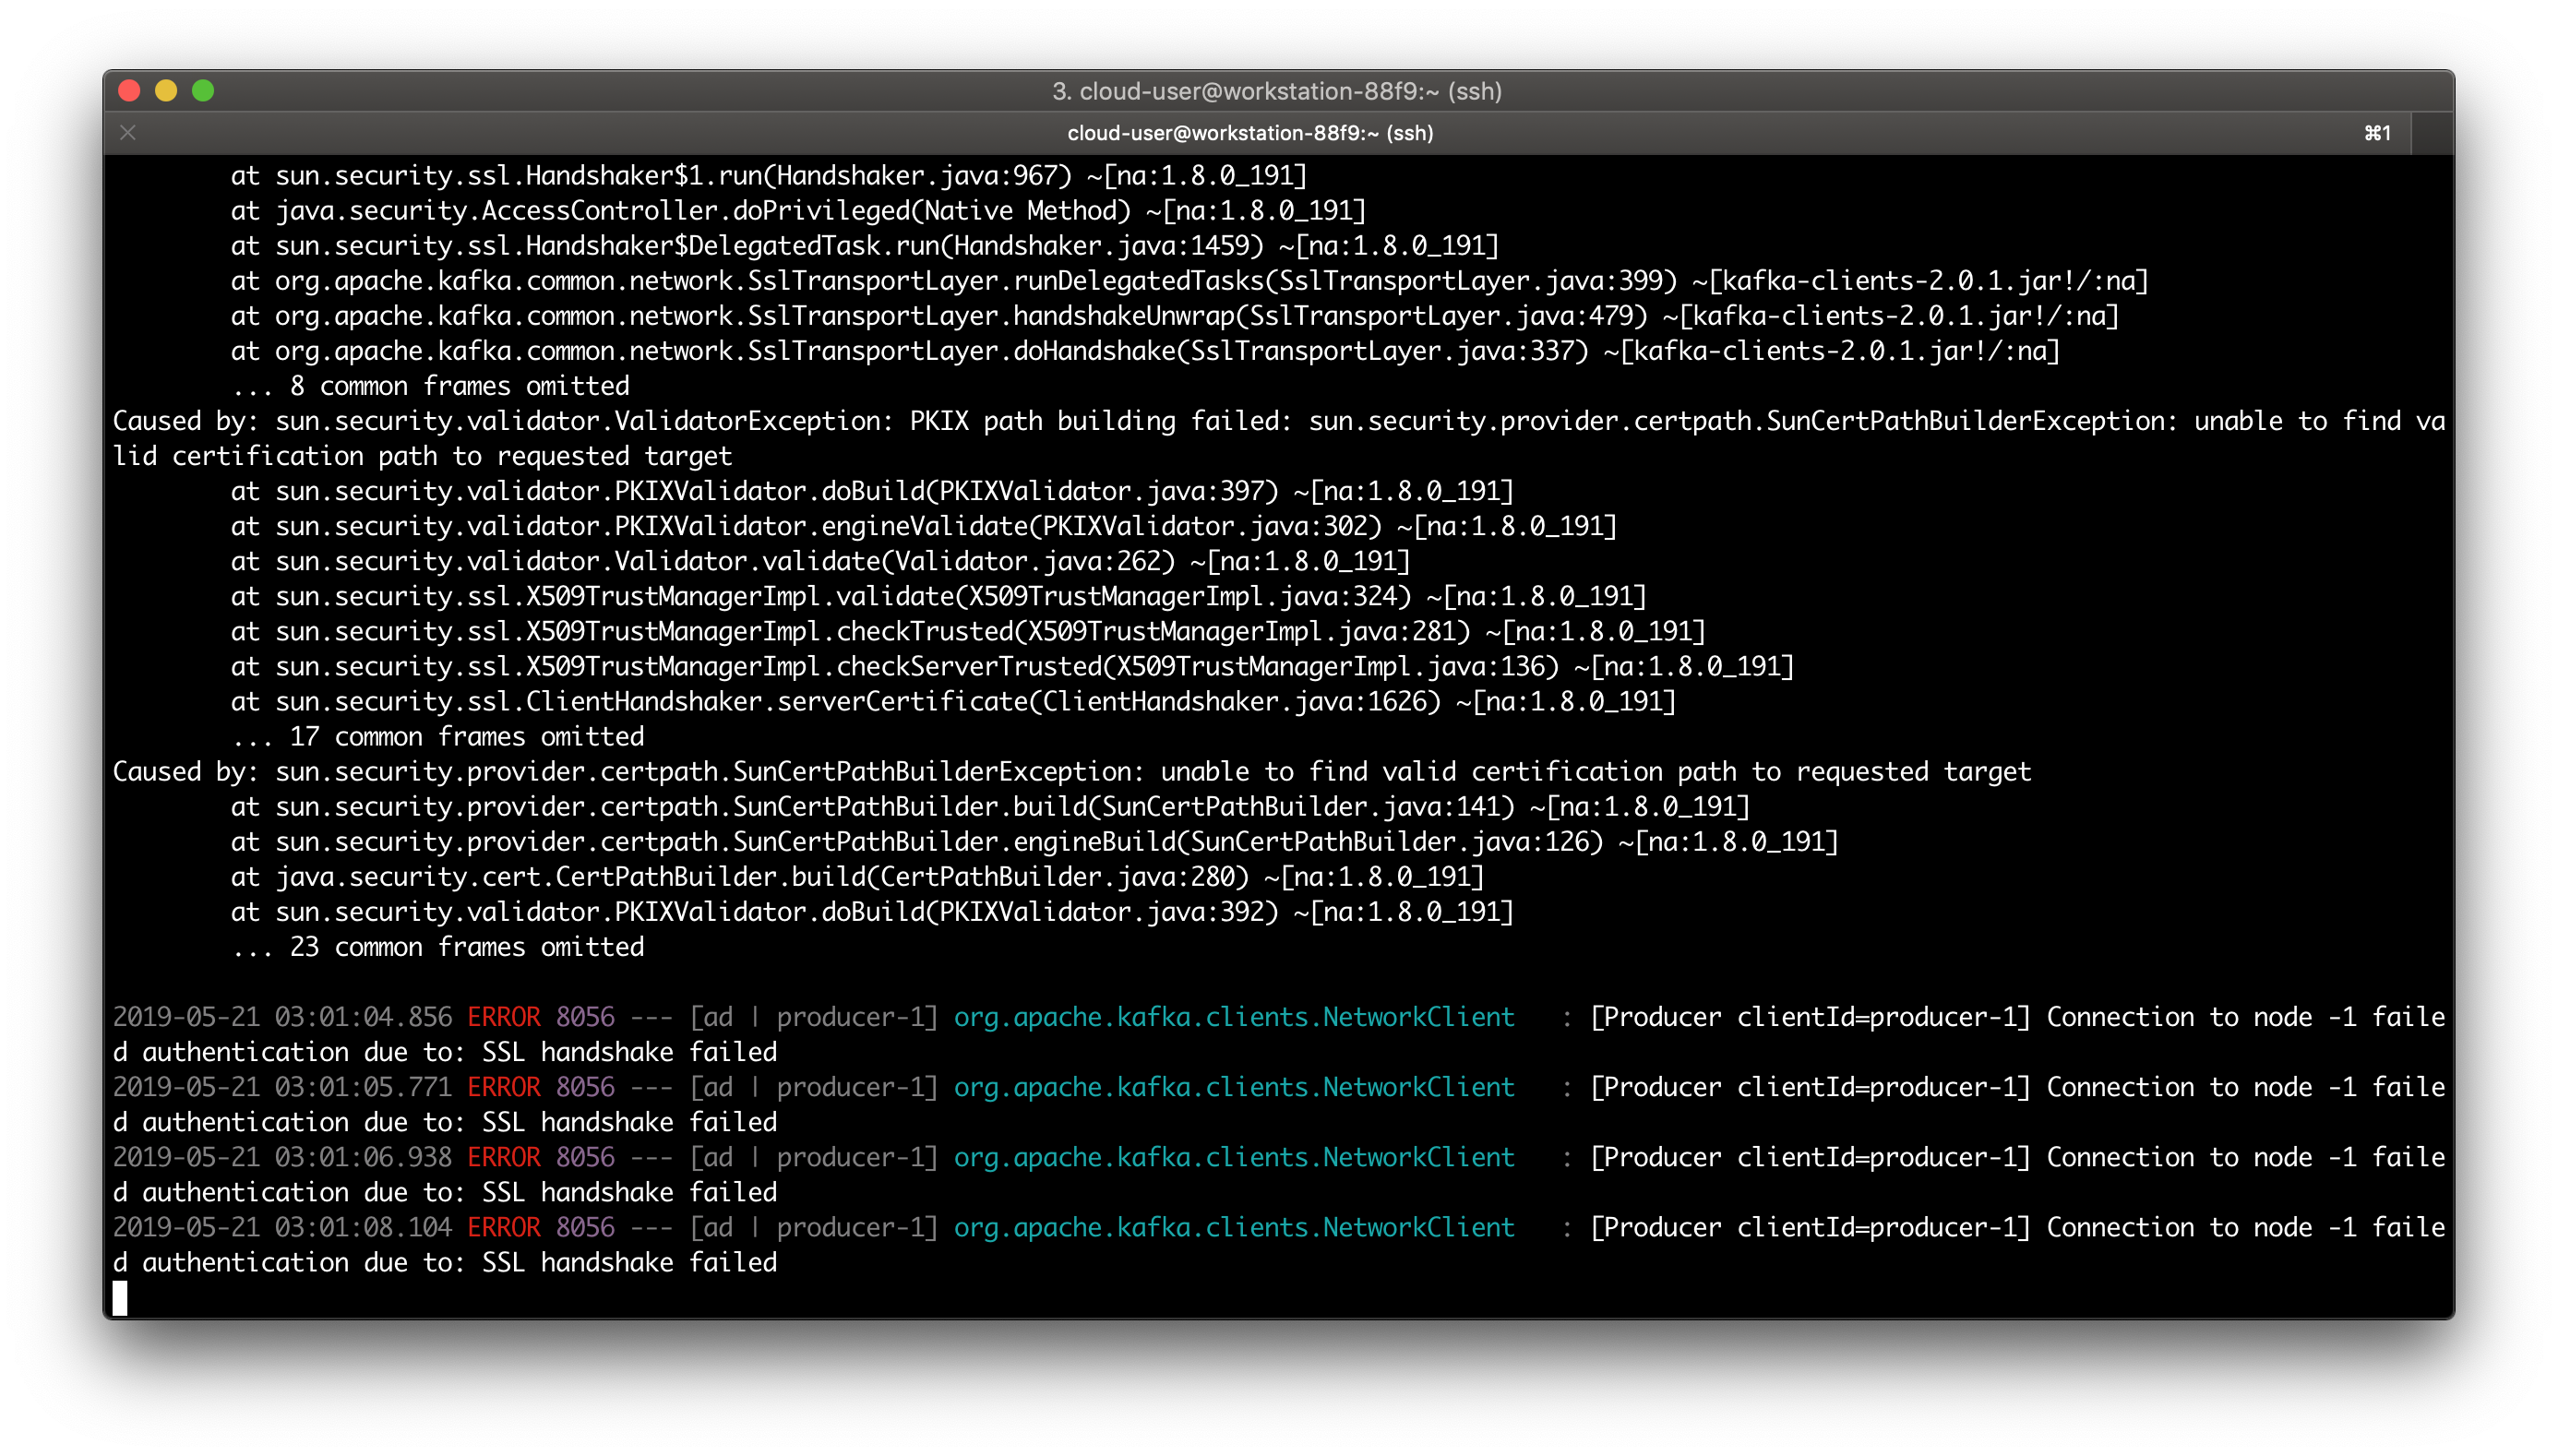 3. cloud-user@workstation-88f9:~ (ssh)
cloud-user@workstation-88f9:~ (ssh) ⌘1
at sun.security.ssl.Handshaker$1.run(Handshaker.java:967) ~[na:1.8.0_191]
at java.security.AccessController.doPrivileged(Native Method) ~[na:1.8.0_191]
at sun.security.ssl.Handshaker$DelegatedTask.run(Handshaker.java:1459) ~[na:1.8.0_191]
at org.apache.kafka.common.network.SslTransportLayer.runDelegatedTasks(SslTransportLayer.java:399) ~[kafka-clients-2.0.1.jar!/:na]
at org.apache.kafka.common.network.SslTransportLayer.handshakeUnwrap(SslTransportLayer.java:479) ~[kafka-clients-2.0.1.jar!/:na]
at org.apache.kafka.common.network.SslTransportLayer.doHandshake(SslTransportLayer.java:337) ~[kafka-clients-2.0.1.jar!/:na]
... 8 common frames omitted
Caused by: sun.security.validator.ValidatorException: PKIX path building failed: sun.security.provider.certpath.SunCertPathBuilderException: unable to find va
lid certification path to requested target
at sun.security.validator.PKIXValidator.doBuild(PKIXValidator.java:397) ~[na:1.8.0_191]
at sun.security.validator.PKIXValidator.engineValidate(PKIXValidator.java:302) ~[na:1.8.0_191]
at sun.security.validator.Validator.validate(Validator.java:262) ~[na:1.8.0_191]
at sun.security.ssl.X509TrustManagerImpl.validate(X509TrustManagerImpl.java:324) ~[na:1.8.0_191]
at sun.security.ssl.X509TrustManagerImpl.checkTrusted(X509TrustManagerImpl.java:281) ~[na:1.8.0_191]
at sun.security.ssl.X509TrustManagerImpl.checkServerTrusted(X509TrustManagerImpl.java:136) ~[na:1.8.0_191]
at sun.security.ssl.ClientHandshaker.serverCertificate(ClientHandshaker.java:1626) ~[na:1.8.0_191]
... 17 common frames omitted
Caused by: sun.security.provider.certpath.SunCertPathBuilderException: unable to find valid certification path to requested target
at sun.security.provider.certpath.SunCertPathBuilder.build(SunCertPathBuilder.java:141) ~[na:1.8.0_191]
at sun.security.provider.certpath.SunCertPathBuilder.engineBuild(SunCertPathBuilder.java:126) ~[na:1.8.0_191]
at java.security.cert.CertPathBuilder.build(CertPathBuilder.java:280) ~[na:1.8.0_191]
at sun.security.validator.PKIXValidator.doBuild(PKIXValidator.java:392) ~[na:1.8.0_191]
... 23 common frames omitted
2019-05-21 03:01:04.856 ERROR 8056 --- [ad | producer-1] org.apache.kafka.clients.NetworkClient : [Producer clientId=producer-1] Connection to node -1 faile
d authentication due to: SSL handshake failed
2019-05-21 03:01:05.771 ERROR 8056 --- [ad | producer-1] org.apache.kafka.clients.NetworkClient : [Producer clientId=producer-1] Connection to node -1 faile
d authentication due to: SSL handshake failed
2019-05-21 03:01:06.938 ERROR 8056 --- [ad | producer-1] org.apache.kafka.clients.NetworkClient : [Producer clientId=producer-1] Connection to node -1 faile
d authentication due to: SSL handshake failed
2019-05-21 03:01:08.104 ERROR 8056 --- [ad | producer-1] org.apache.kafka.clients.NetworkClient : [Producer clientId=producer-1] Connection to node -1 faile
d authentication due to: SSL handshake failed